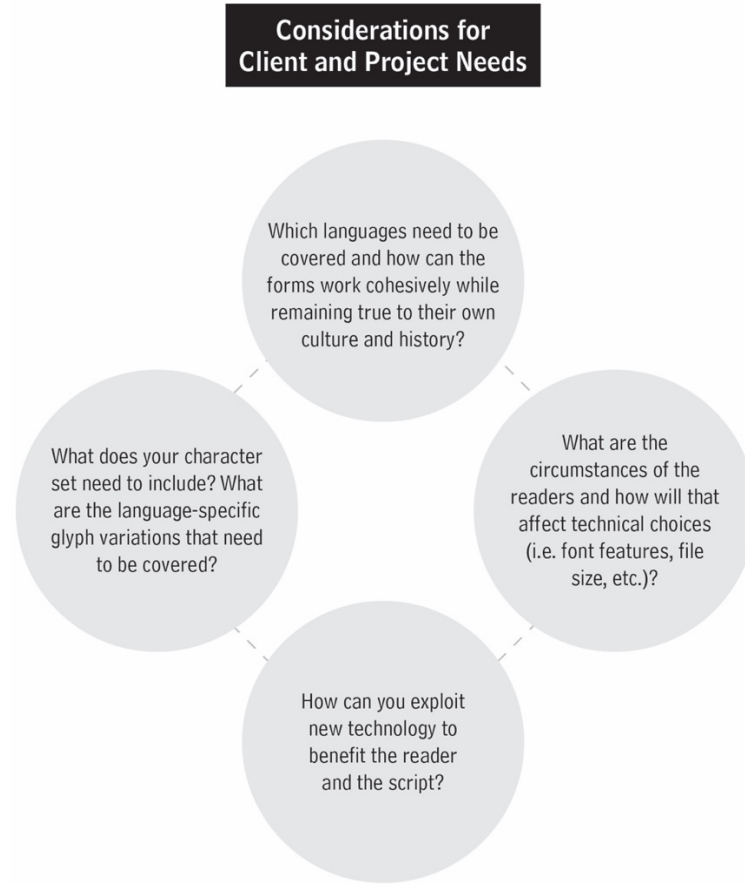 Considerations for
Client and Project Needs
Which languages need to be
covered and how can the
forms work cohesively while
remaining true to their own
culture and history?
What does your character
set need to include? What
are the language-specific
glyph variations that need
to be covered?
What are the
circumstances of the
readers and how will that
affect technical choices
(i.e. font features, file
size, etc.)?
How can you exploit
new technology to
benefit the reader
and the script?